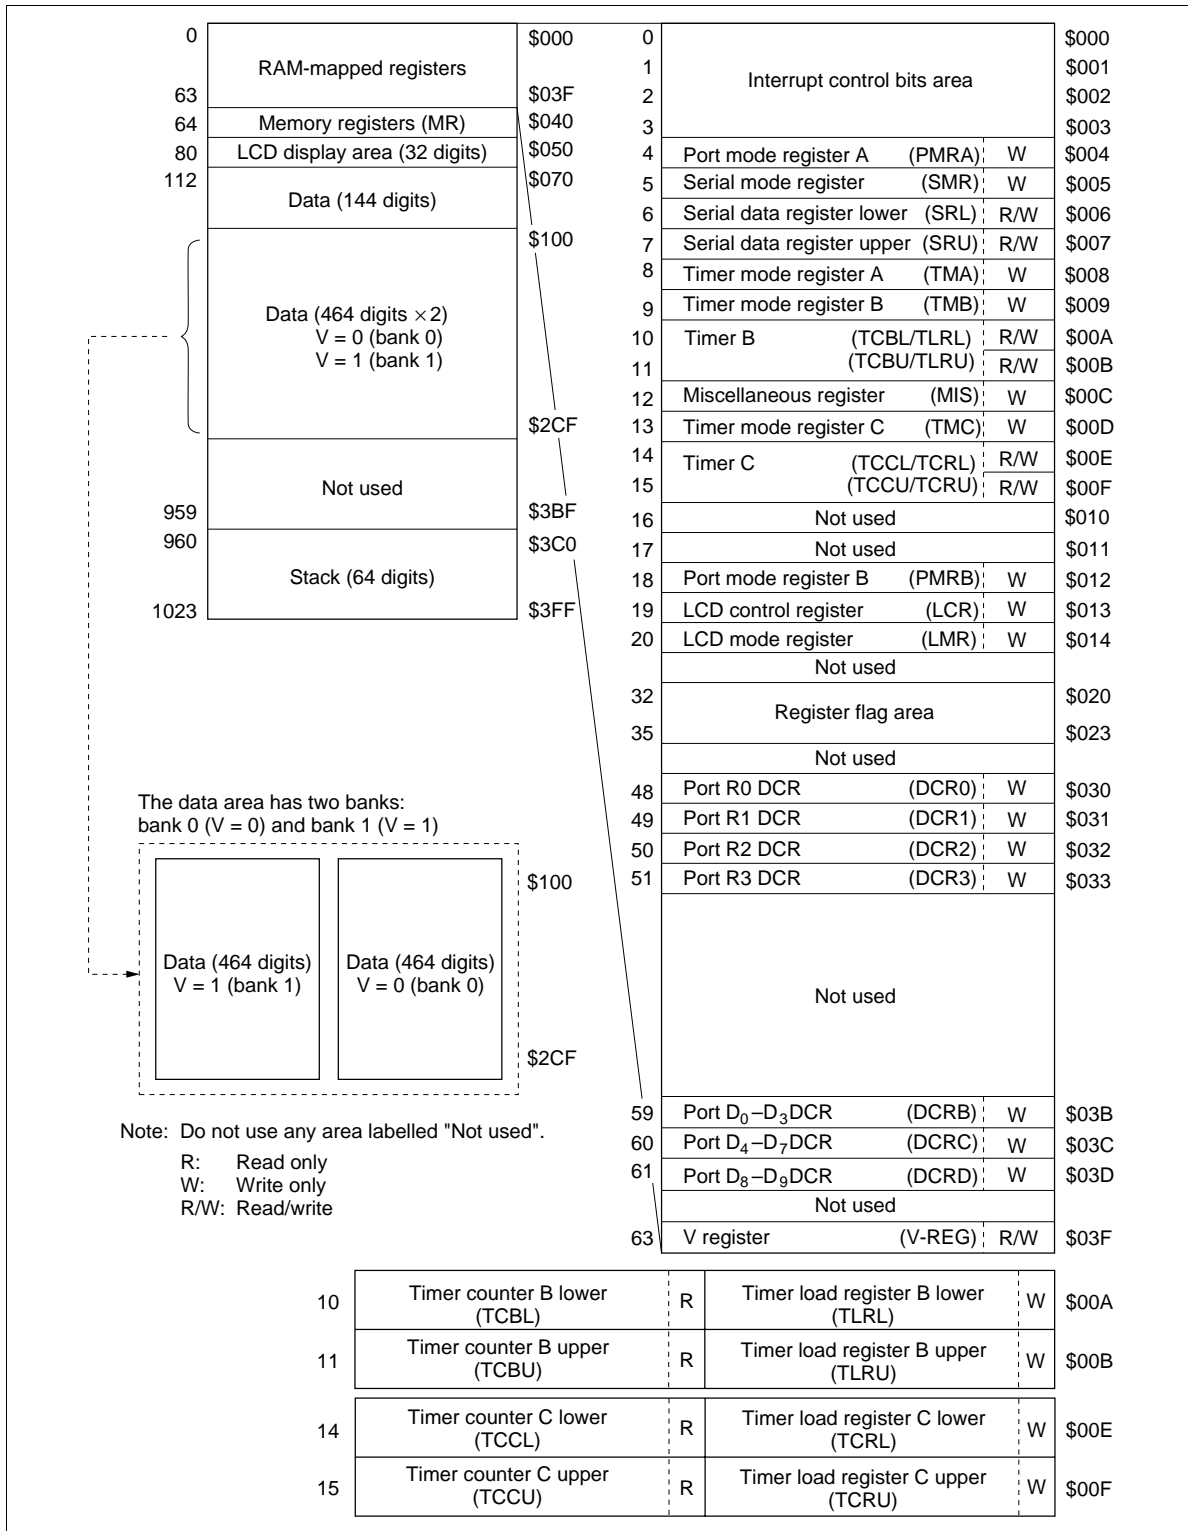 0 $000
RAM-mapped registers
63 $03F
64 Memory registers (MR) $040
80 LCD display area (32 digits) $050
112 $070
Data (144 digits)
$100
Data (464 digits ×2)
V = 0 (bank 0)
V = 1 (bank 1)
$2CF
Not used
959 $3BF
960 $3C0
Stack (64 digits)
1023 $3FF
The data area has two banks:
bank 0 (V = 0) and bank 1 (V = 1)
$100
Data (464 digits) Data (464 digits)
V = 1 (bank 1) V = 0 (bank 0)
$2CF
Note: Do not use any area labelled "Not used".
R: Read only
W: Write only
R/W: Read/write
0 $000
1 $001
Interrupt control bits area
2 $002
3 $003
4 Port mode register A (PMRA) W $004
5 Serial mode register (SMR) W $005
6 Serial data register lower (SRL) R/W $006
7 Serial data register upper (SRU) R/W $007
8 Timer mode register A (TMA) W $008
9 Timer mode register B (TMB) W $009
10 Timer B (TCBL/TLRL) R/W $00A
11 (TCBU/TLRU) R/W $00B
12 Miscellaneous register (MIS) W $00C
13 Timer mode register C (TMC) W $00D
14 Timer C (TCCL/TCRL) R/W $00E
15 (TCCU/TCRU) R/W $00F
16 Not used $010
17 Not used $011
18 Port mode register B (PMRB) W $012
19 LCD control register (LCR) W $013
20 LCD mode register (LMR) W $014
Not used
32 $020
Register flag area
35 $023
Not used
48 Port R0 DCR (DCR0) W $030
49 Port R1 DCR (DCR1) W $031
50 Port R2 DCR (DCR2) W $032
51 Port R3 DCR (DCR3) W $033
Not used
59 Port D0–D3DCR (DCRB) W $03B
60 Port D4–D7DCR (DCRC) W $03C
61 Port D8–D9DCR (DCRD) W $03D
Not used
63 V register (V-REG) R/W $03F
10 Timer counter B lower R Timer load register B lower W $00A
(TCBL) (TLRL)
11 Timer counter B upper R Timer load register B upper W $00B
(TCBU) (TLRU)
14 Timer counter C lower R Timer load register C lower W $00E
(TCCL) (TCRL)
15 Timer counter C upper R Timer load register C upper W $00F
(TCCU) (TCRU)